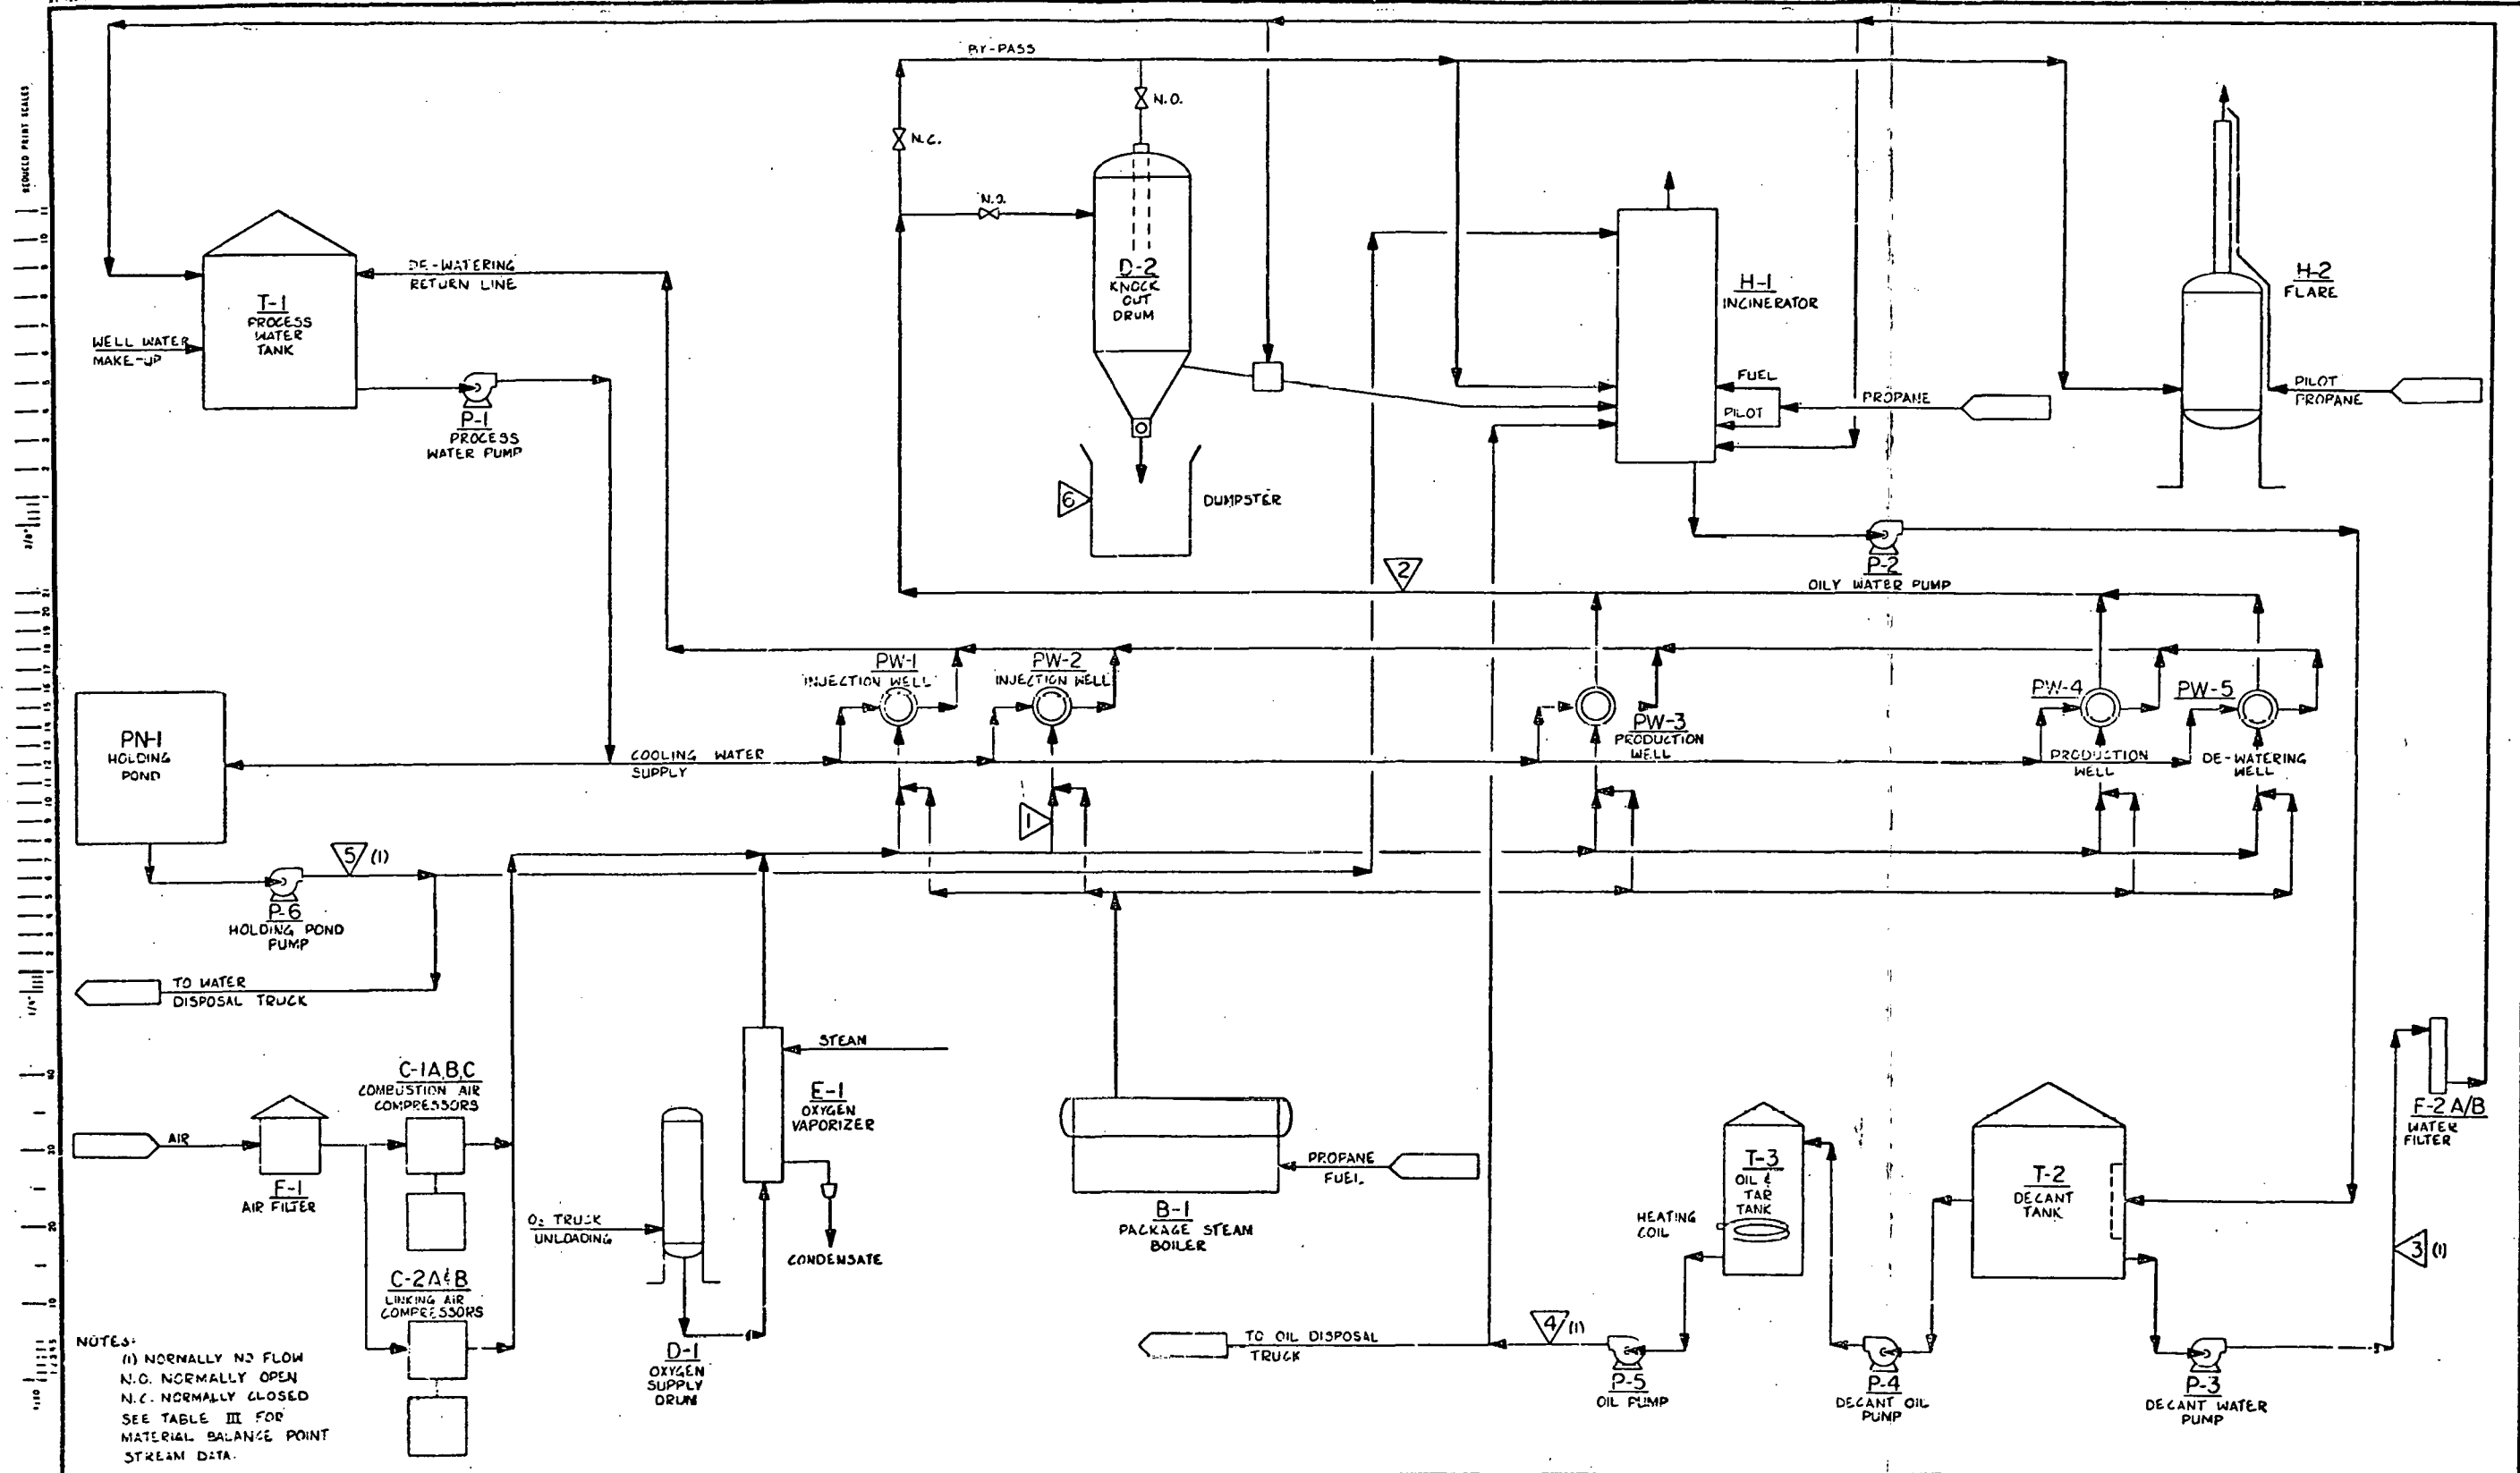 REDUCED PRINT SCALES
BY-PASS
N.O.
N.C.
N.O.
D-2
KNOCK
OUT
DRUM
DE-WATERING
RETURN LINE
T-1
PROCESS
WATER
TANK
WELL WATER
MAKE-UP
P-1
PROCESS
WATER PUMP
H-1
INCINERATOR
H-2
FLARE
FUEL
PILOT
PROPANE
PILOT
PROPANE
6
DUMPSTER
3/8"
P-2
OILY WATER PUMP
2
PW-1
INJECTION WELL
PW-2
INJECTION WELL
PW-3
PRODUCTION
WELL
PW-4
PRODUCTION
WELL
PW-5
DE-WATERING
WELL
PN-1
HOLDING
POND
COOLING WATER
SUPPLY
1
5 (1)
P-6
HOLDING POND
PUMP
TO WATER
DISPOSAL TRUCK
1/4"
STEAM
C-1A,B,C
COMBUSTION AIR
COMPRESSORS
E-1
OXYGEN
VAPORIZER
AIR
F-1
AIR FILTER
O2 TRUCK
UNLOADING
CONDENSATE
PROPANE
FUEL
B-1
PACKAGE STEAM
BOILER
HEATING
COIL
T-3
OIL &
TAR
TANK
T-2
DECANT
TANK
F-2 A/B
WATER
FILTER
3 (1)
C-2A&B
LINKING AIR
COMPRESSORS
D-1
OXYGEN
SUPPLY
DRUM
TO OIL DISPOSAL
TRUCK
4 (1)
P-5
OIL PUMP
P-4
DECANT OIL
PUMP
P-3
DECANT WATER
PUMP
NOTES:
(1) NORMALLY NO FLOW
N.O. NORMALLY OPEN
N.C. NORMALLY CLOSED
SEE TABLE III FOR
MATERIAL BALANCE POINT
STREAM DATA.